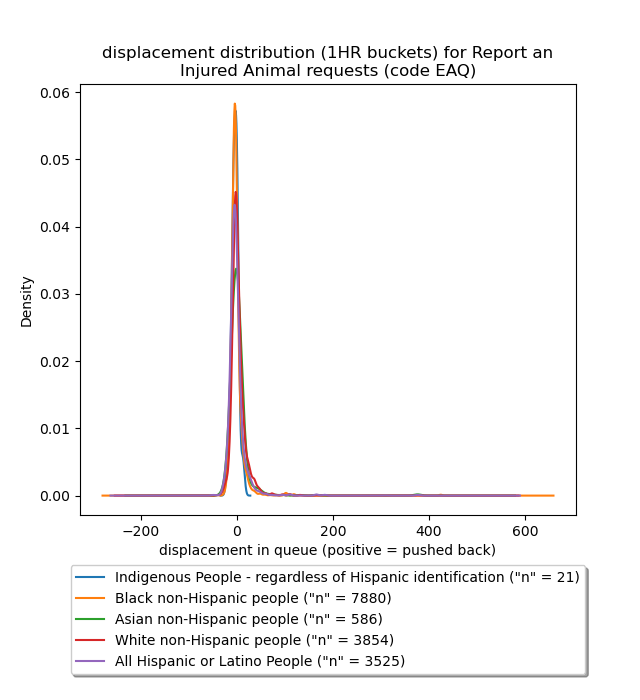 displacement distribution (1HR buckets) for Report an
Injured Animal requests (code EAQ)
0.06
0.05
0.04
0.03
0.02
0.01
0.00
Density
−200
0
200
400
600
displacement in queue (positive = pushed back)
Indigenous People - regardless of Hispanic identification ("n" = 21)
Black non-Hispanic people ("n" = 7880)
Asian non-Hispanic people ("n" = 586)
White non-Hispanic people ("n" = 3854)
All Hispanic or Latino People ("n" = 3525)